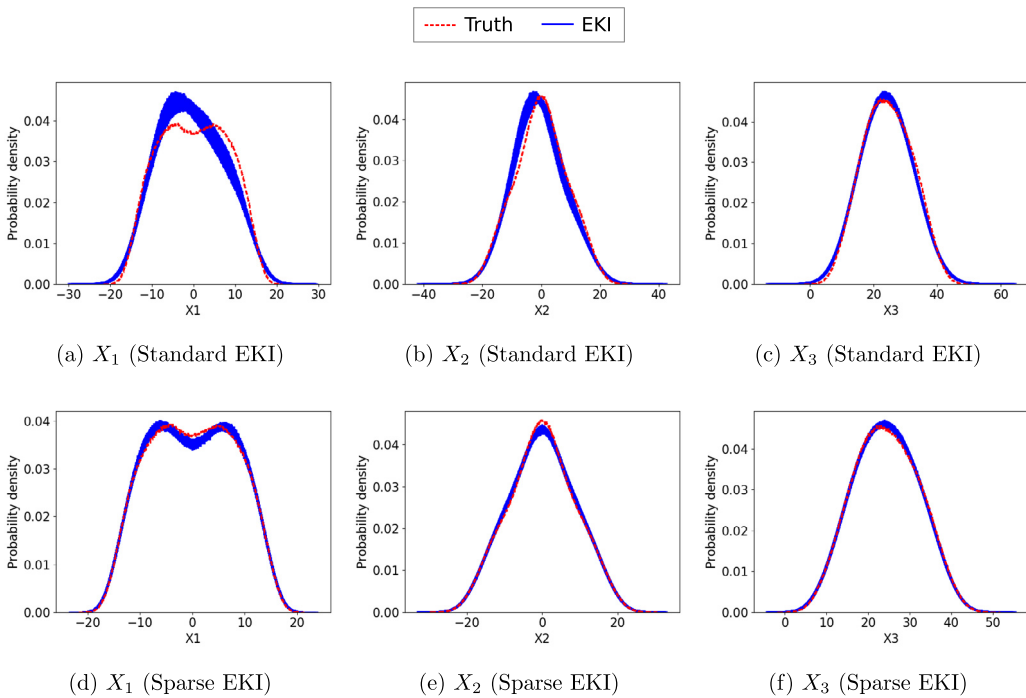 Truth EKI
Probability density
0.04
0.03
0.02
0.01
0.00
−30 −20 −10 0 10 20 30
X1
(a) X1 (Standard EKI)
Probability density
0.04
0.03
0.02
0.01
0.00
−40 −20 0 20 40
X2
(b) X2 (Standard EKI)
Probability density
0.04
0.03
0.02
0.01
0.00
0 20 40 60
X3
(c) X3 (Standard EKI)
Probability density
0.04
0.03
0.02
0.01
0.00
−20 −10 0 10 20
X1
(d) X1 (Sparse EKI)
Probability density
0.04
0.03
0.02
0.01
0.00
−20 0 20
X2
(e) X2 (Sparse EKI)
Probability density
0.04
0.03
0.02
0.01
0.00
0 10 20 30 40 50
X3
(f) X3 (Sparse EKI)